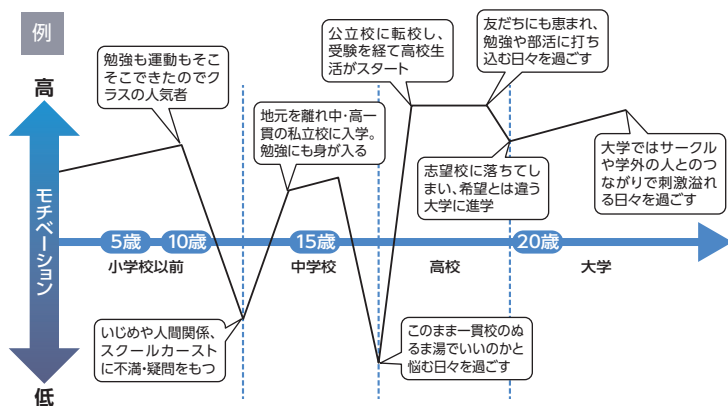 例
高
モチベーション
低
勉強も運動もそこ
そこできたのでク
ラスの人気者
地元を離れ中・高一
貫の私立校に入学。
勉強にも身が入る
公立校に転校し、
受験を経て高校生
活がスタート
友だちにも恵まれ、
勉強や部活に打ち
込む日々を過ごす
志望校に落ちてし
まい、希望とは違う
大学に進学
大学ではサークル
や学外の人とのつ
ながりで刺激溢れ
る日々を過ごす
5歳
10歳
15歳
20歳
小学校以前
中学校
高校
大学
いじめや人間関係、
スクールカースト
に不満・疑問をもつ
このまま一貫校のぬ
るま湯でいいのかと
悩む日々を過ごす